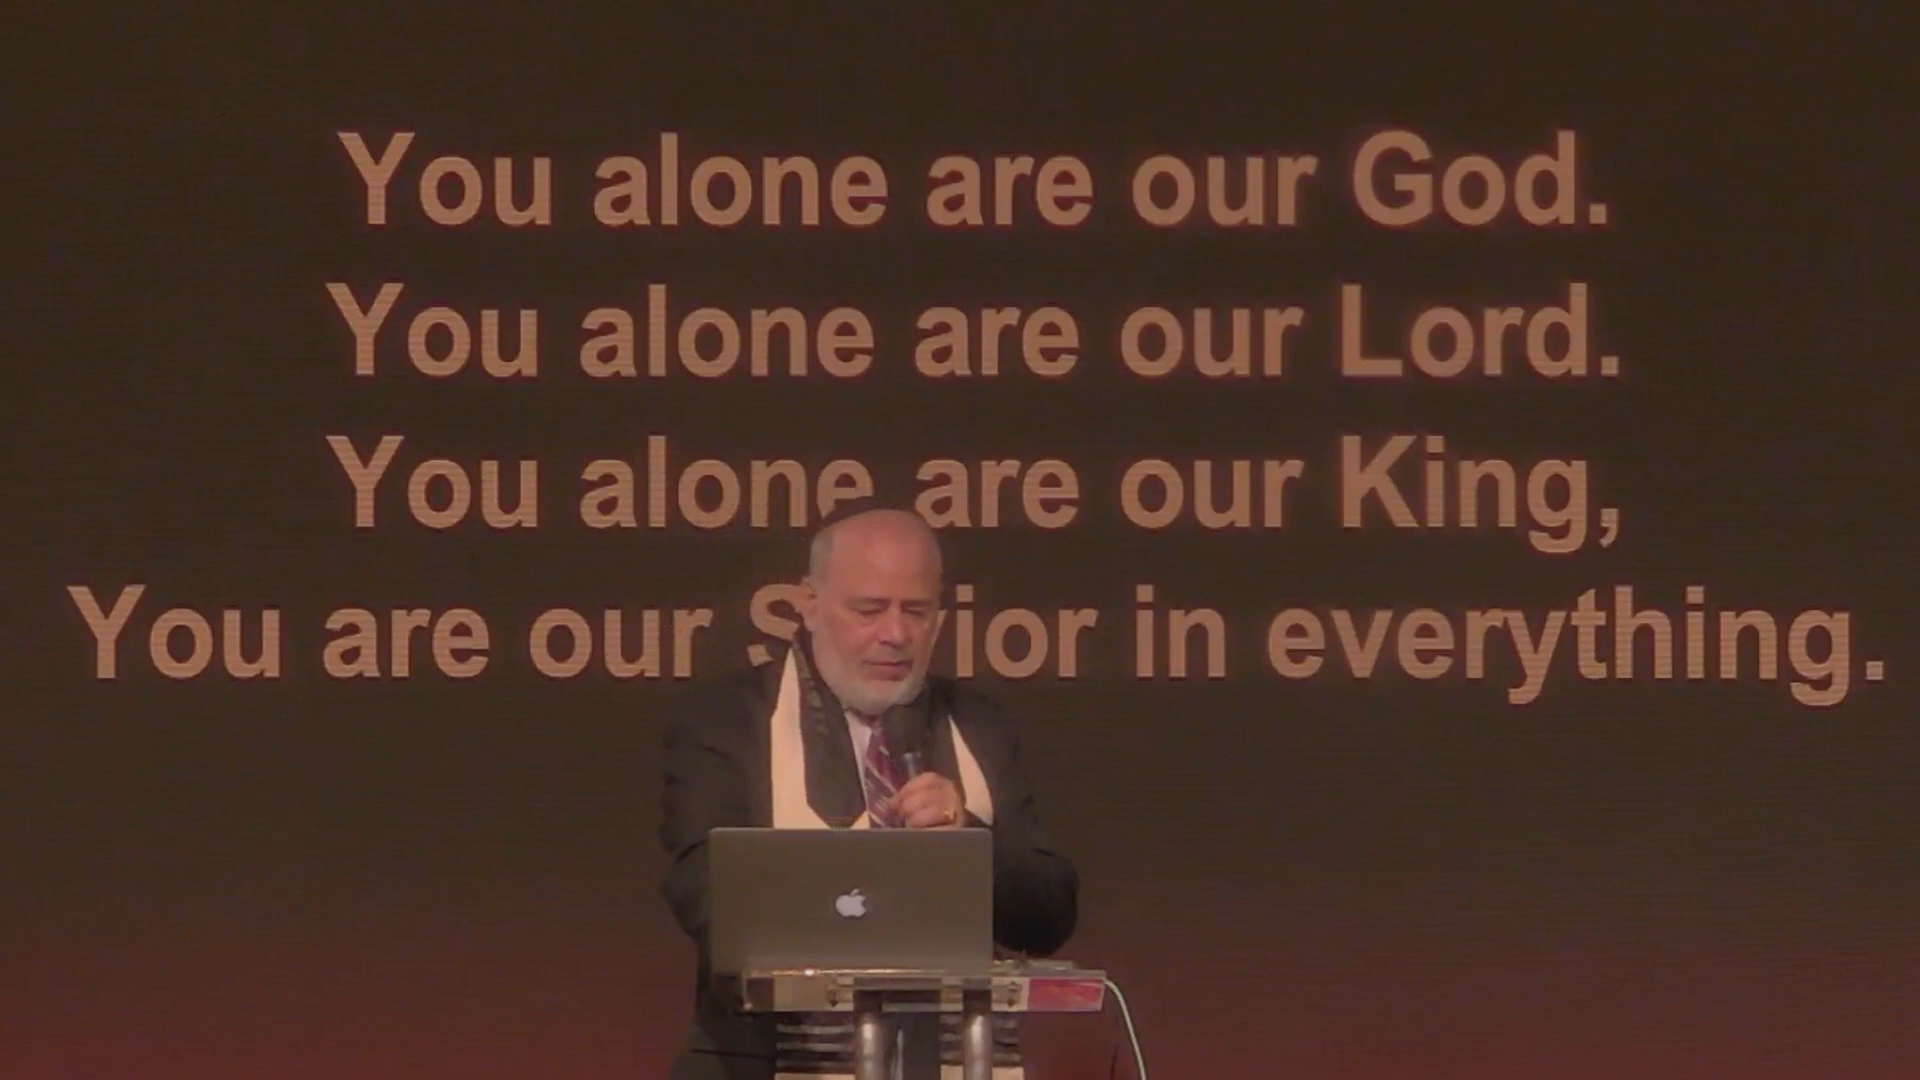 You alone are our God.
You alone are our Lord.
You alone are our King,
You are our Savior in everything.